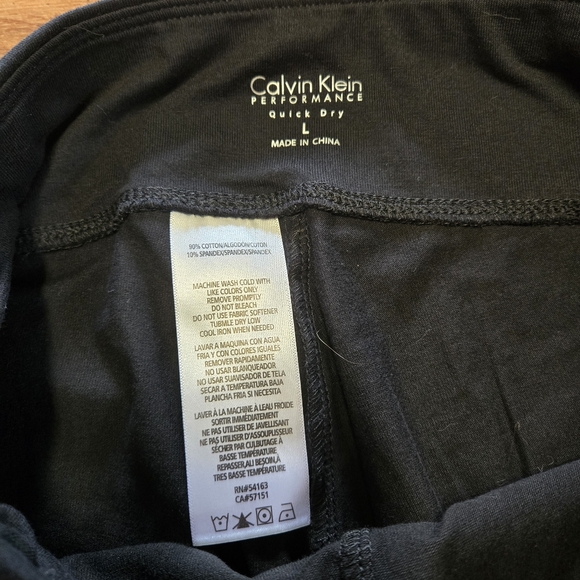 Calvin Klein
PERFORMANCE
Quick Dry
L
MADE IN CHINA
90% COTTON/ALGODÓN/COTON
10% SPANDEX/SPANDEX/SPANDEX
MACHINE WASH COLD WITH
LIKE COLORS ONLY
REMOVE PROMPTLY
DO NOT BLEACH
DO NOT USE FABRIC SOFTENER
TUBMLE DRY LOW
COOL IRON WHEN NEEDED
LAVAR A MAQUINA CON AGUA
FRIA Y CON COLORES IGUALES
REMOVER RAPIDAMENTE
NO USAR BLANQUEADOR
NO USAR SUAVISADOR DE TELA
SECAR A TEMPERATURA BAJA
PLANCHA FRIA SI NECESITA
LAVER À LA MACHINE À LEAU FROIDE
SORTIR IMMÉDIATEMENT
NE PAS UTILISER DE JAVELLISANT
NE PAS UTILISER D'ASSOUPLISSEUR
SÉCHER PAR CULBUTAGE À
BASSE TEMPÉRATURE
REPASSER,AU BESOIN,À
TRÈS BASSE TEMPÉRATURE
RN#54163
CA#57151